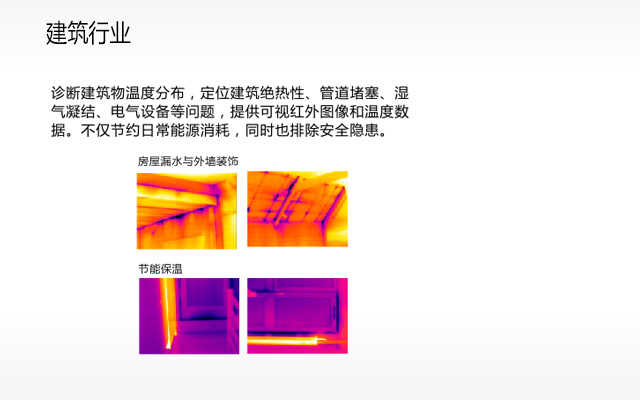 建筑行业
诊断建筑物温度分布，定位建筑绝热性、管道堵塞、湿
气凝结、电气设备等问题，提供可视红外图像和温度数
据。不仅节约日常能源消耗，同时也排除安全隐患。
房屋漏水与外墙装饰
节能保温